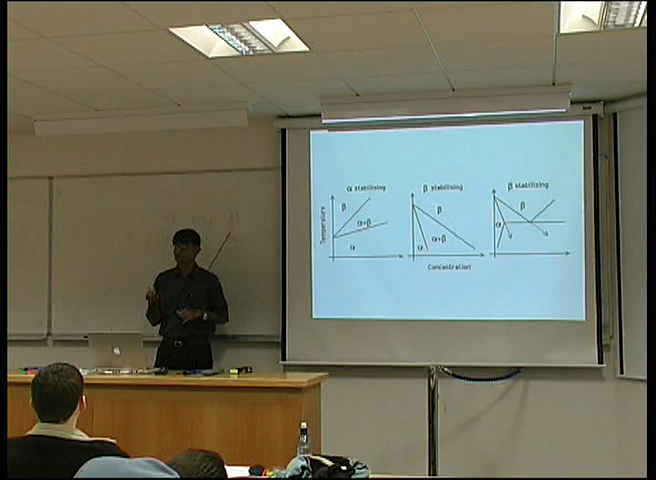 α stabilising
β stabilising
β stabilising
Temperature
β
α+β
α
β
α+β
α
β
α
Concentration